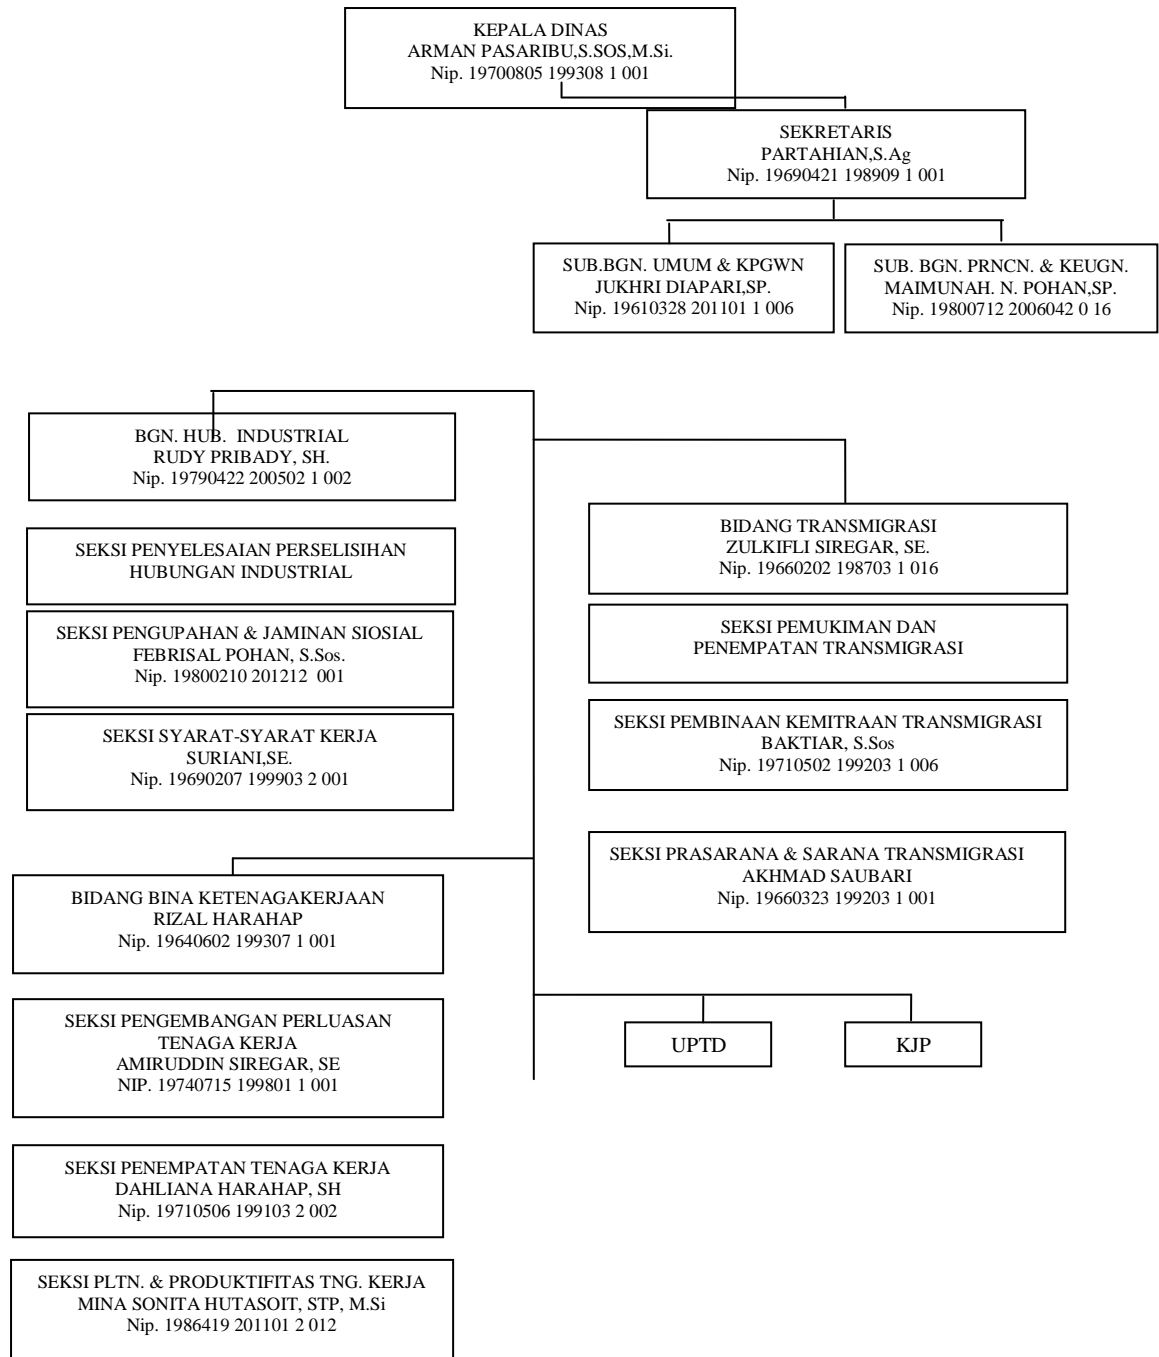 KEPALA DINAS
ARMAN PASARIBU,S.SOS,M.Si.
Nip. 19700805 199308 1 001
SEKRETARIS
PARTAHIAN,S.Ag
Nip. 19690421 198909 1 001
SUB.BGN. UMUM & KPGWN
JUKHRI DIAPARI,SP.
Nip. 19610328 201101 1 006
SUB. BGN. PRNCN. & KEUGN.
MAIMUNAH. N. POHAN,SP.
Nip. 19800712 2006042 0 16
BGN. HUB. INDUSTRIAL
RUDY PRIBADY, SH.
Nip. 19790422 200502 1 002
SEKSI PENYELESAIAN PERSELISIHAN
HUBUNGAN INDUSTRIAL
SEKSI PENGUPAHAN & JAMINAN SIOSIAL
FEBRISAL POHAN, S.Sos.
Nip. 19800210 201212 001
SEKSI SYARAT-SYARAT KERJA
SURIANI,SE.
Nip. 19690207 199903 2 001
BIDANG TRANSMIGRASI
ZULKIFLI SIREGAR, SE.
Nip. 19660202 198703 1 016
SEKSI PEMUKIMAN DAN
PENEMPATAN TRANSMIGRASI
SEKSI PEMBINAAN KEMITRAAN TRANSMIGRASI
BAKTIAR, S.Sos
Nip. 19710502 199203 1 006
SEKSI PRASARANA & SARANA TRANSMIGRASI
AKHMAD SAUBARI
Nip. 19660323 199203 1 001
BIDANG BINA KETENAGAKERJAAN
RIZAL HARAHAP
Nip. 19640602 199307 1 001
SEKSI PENGEMBANGAN PERLUASAN
TENAGA KERJA
AMIRUDDIN SIREGAR, SE
NIP. 19740715 199801 1 001
SEKSI PENEMPATAN TENAGA KERJA
DAHLIANA HARAHAP, SH
Nip. 19710506 199103 2 002
SEKSI PLTN. & PRODUKTIFITAS TNG. KERJA
MINA SONITA HUTASOIT, STP, M.Si
Nip. 1986419 201101 2 012
UPTD
KJP